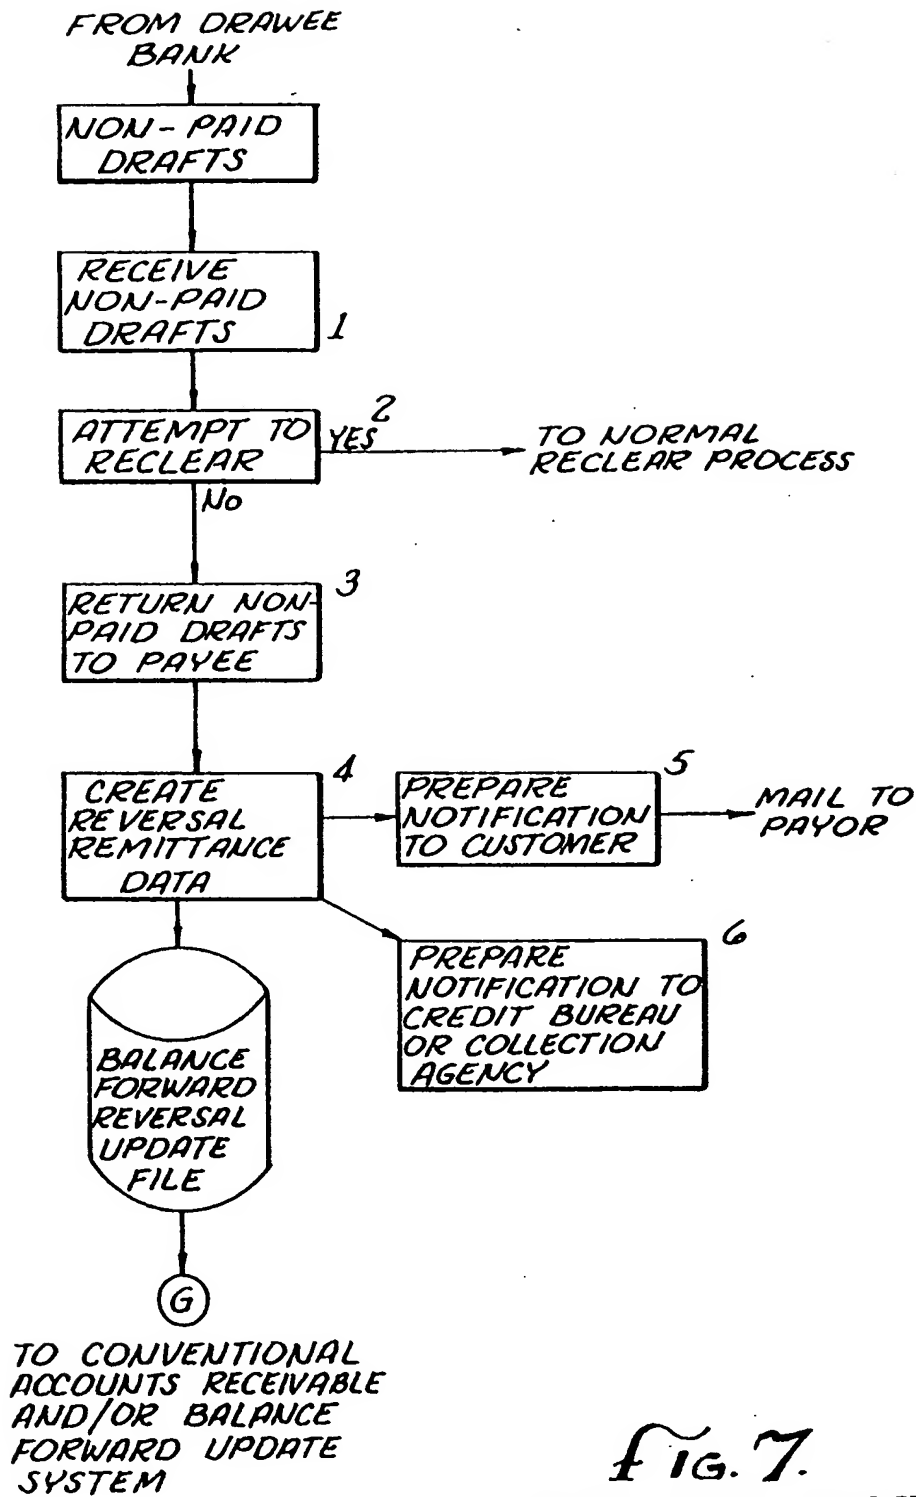 FROM DRAWEE
BANK
NON-PAID
DRAFTS
RECEIVE
NON-PAID
DRAFTS
1
ATTEMPT TO
RECLEAR
2
YES
TO NORMAL
RECLEAR PROCESS
NO
RETURN NON-
PAID DRAFTS
TO PAYEE
3
CREATE
REVERSAL
REMITTANCE
DATA
4
PREPARE
NOTIFICATION
TO CUSTOMER
5
MAIL TO
PAYOR
PREPARE
NOTIFICATION TO
CREDIT BUREAU
OR COLLECTION
AGENCY
6
BALANCE
FORWARD
REVERSAL
UPDATE
FILE
G
TO CONVENTIONAL
ACCOUNTS RECEIVABLE
AND/OR BALANCE
FORWARD UPDATE
SYSTEM
FIG. 7.